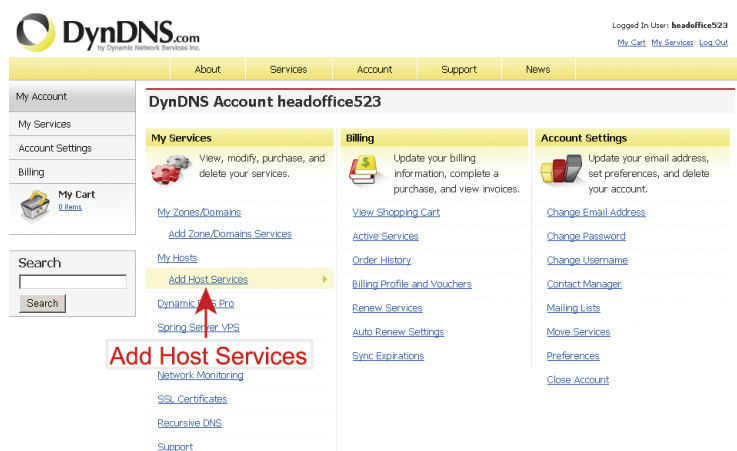 DynDNS.com
by Dynamic Network Services Inc.
Logged In User: headoffice523
My Cart My Services Log Out
About Services Account Support News
My Account
My Services
Account Settings
Billing
My Cart
0 items
Search
Search
DynDNS Account headoffice523
My Services
View, modify, purchase, and
delete your services.
My Zones/Domains
Add Zone/Domains Services
My Hosts
Add Host Services
Dynamic DNS Pro
Spring Server VPS
Add Host Services
Network Monitoring
SSL Certificates
Recursive DNS
Support
Billing
Update your billing
information, complete a
purchase, and view invoices.
View Shopping Cart
Active Services
Order History
Billing Profile and Vouchers
Renew Services
Auto Renew Settings
Sync Expirations
Account Settings
Update your email address,
set preferences, and delete
your account.
Change Email Address
Change Password
Change Username
Contact Manager
Mailing Lists
Move Services
Preferences
Close Account